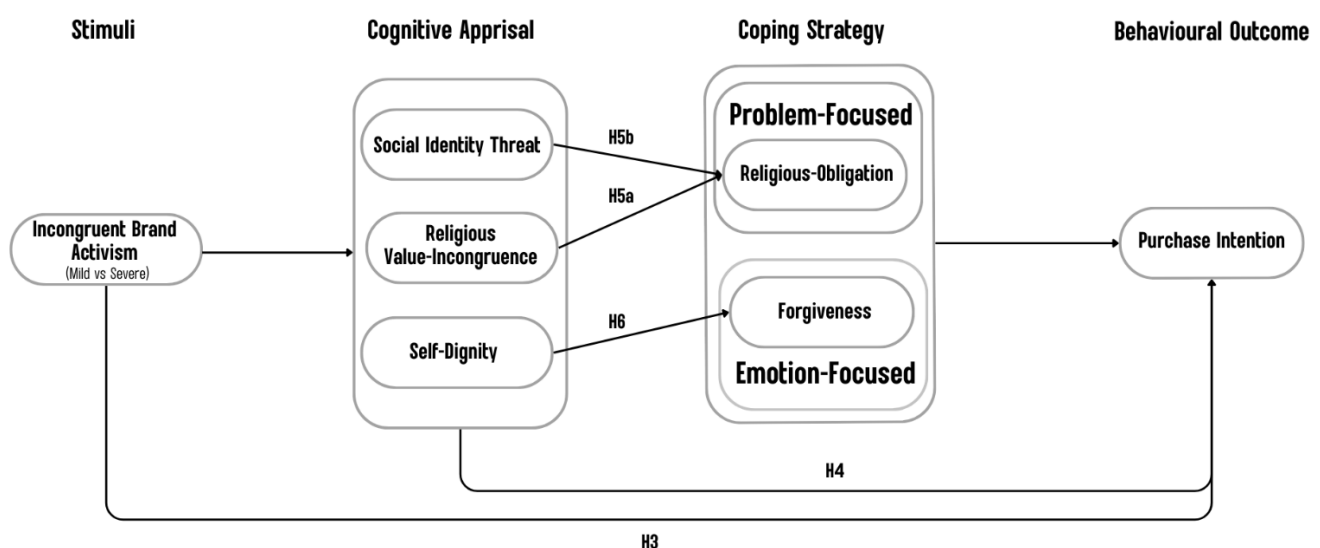 Stimuli
Cognitive Apprisal
Coping Strategy
Behavioural Outcome
Social Identity Threat
Religious
Value-Incongruence
Self-Dignity
Incongruent Brand
Activism
(Mild vs Severe)
H5b
H5a
H6
Problem-Focused
Religious-Obligation
Forgiveness
Emotion-Focused
Purchase Intention
H4
H3